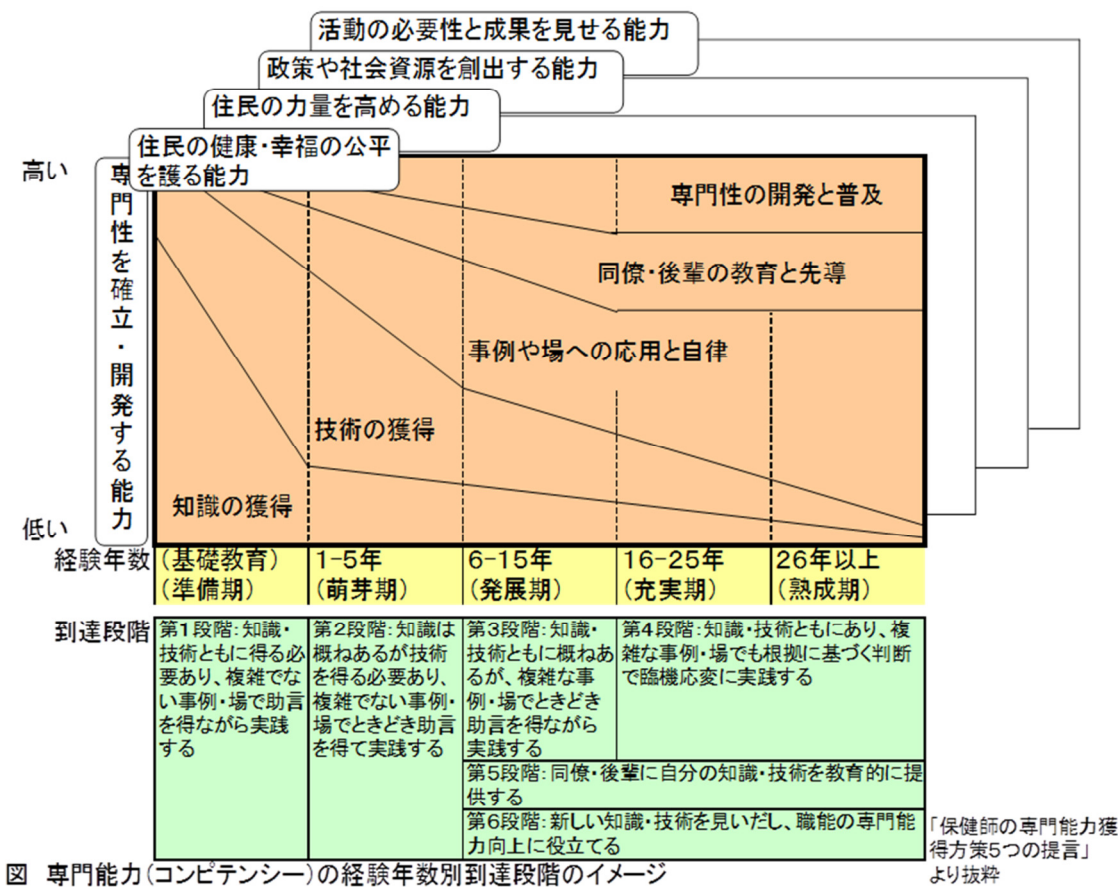 活動の必要性と成果を見せる能力
政策や社会資源を創出する能力
住民の力量を高める能力
住民の健康・幸福の公平
を護る能力
高い
専門性を確立・開発する能力
低い
専門性の開発と普及
同僚・後輩の教育と先導
事例や場への応用と自律
技術の獲得
知識の獲得
経験年数
(基礎教育)
(準備期)
1-5年
(萌芽期)
6-15年
(発展期)
16-25年
(充実期)
26年以上
(熟成期)
到達段階
第1段階:知識・
技術ともに得る必
要あり、複雑でな
い事例・場で助言
を得ながら実践
する
第2段階:知識は
概ねあるが技術
を得る必要あり、
複雑でない事例・
場でときどき助言
を得て実践する
第3段階:知識・
技術ともに概ねあ
るが、複雑な事
例・場でときどき
助言を得ながら
実践する
第4段階:知識・技術ともにあり、複
雑な事例・場でも根拠に基づく判断
で臨機応変に実践する
第5段階:同僚・後輩に自分の知識・技術を教育的に提
供する
第6段階:新しい知識・技術を見いだし、職能の専門能
力向上に役立てる
「保健師の専門能力獲
得方策5つの提言」
より抜粋
図 専門能力(コンピテンシー)の経験年数別到達段階のイメージ